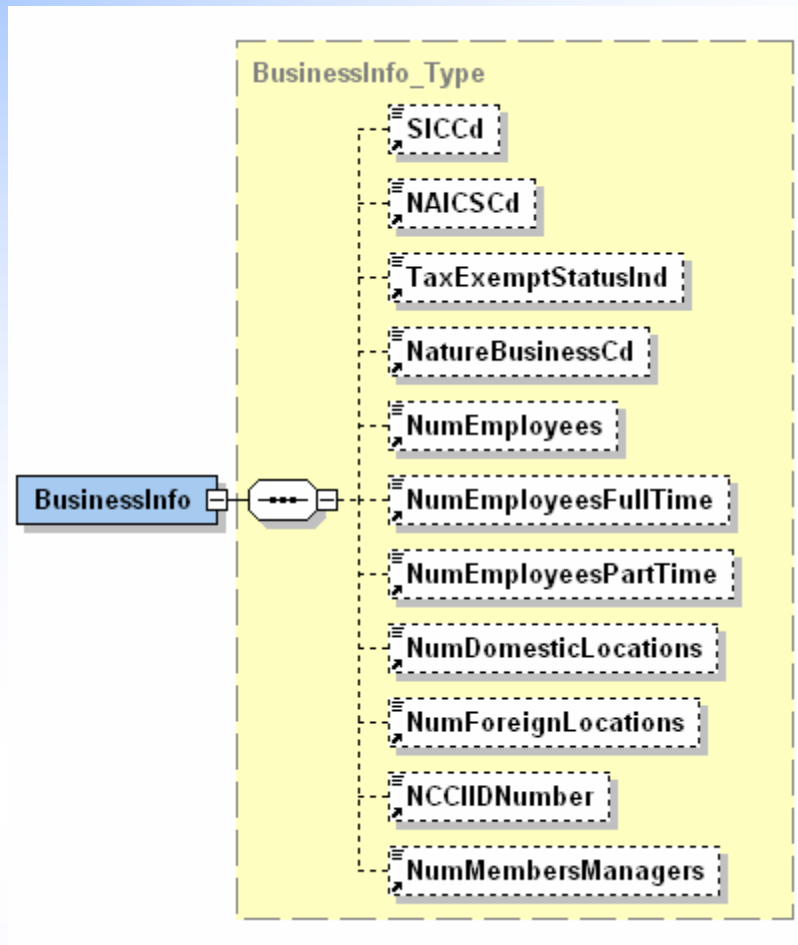 BusinessInfo_Type
SICCd
NAICSCd
TaxExemptStatusInd
NatureBusinessCd
NumEmployees
BusinessInfo
NumEmployeesFullTime
NumEmployeesPartTime
NumDomesticLocations
NumForeignLocations
NCCIIDNumber
NumMembersManagers